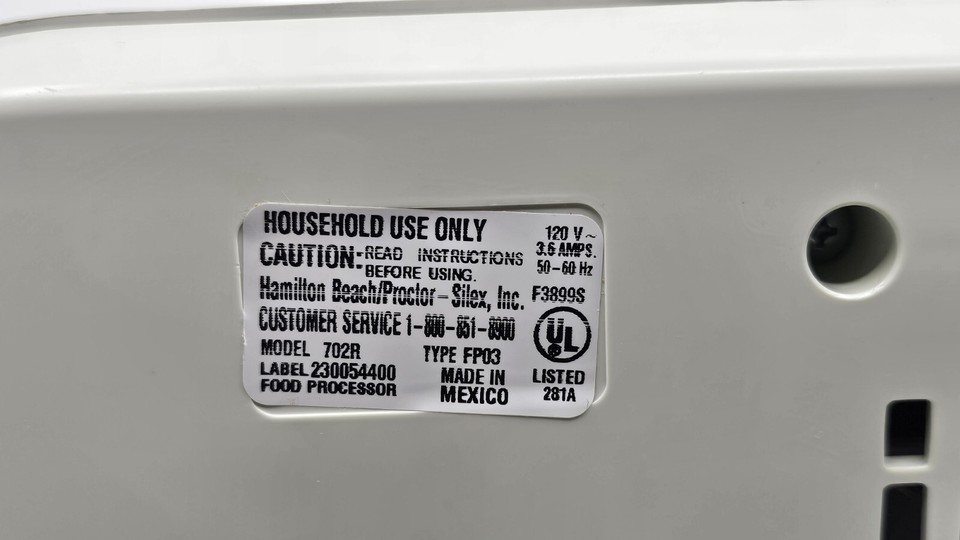 HOUSEHOLD USE ONLY
120 V~
CAUTION: READ INSTRUCTIONS
BEFORE USING.
3.6 AMPS.
50-60 Hz
Hamilton Beach/Proctor-Silex, Inc.
F3899S
CUSTOMER SERVICE 1-800-851-8900
UL
MODEL 702R
TYPE FP03
LABEL 230054400
MADE IN
LISTED
FOOD PROCESSOR
MEXICO
281A